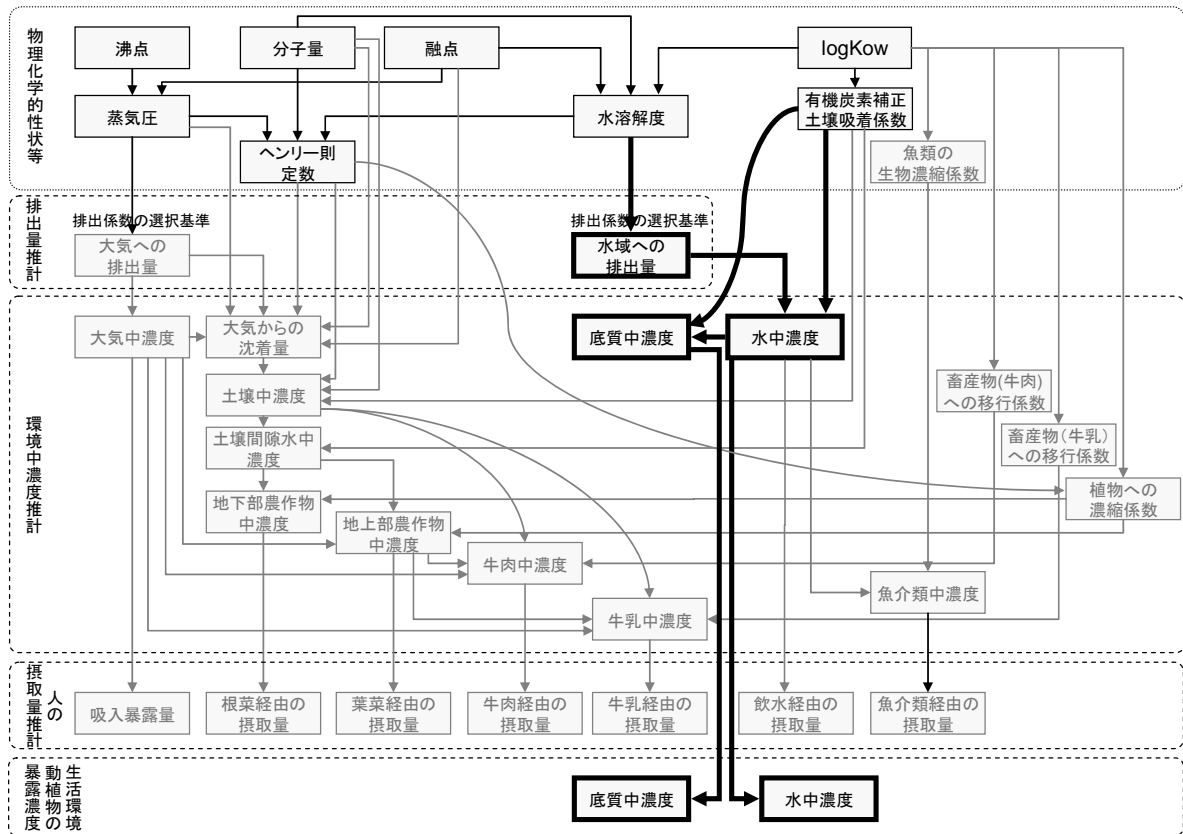 物理化学的性状等
沸点
分子量
融点
logKow
蒸気圧
水溶解度
有機炭素補正
土壌吸着係数
ヘンリー則
定数
魚類の
生物濃縮係数
排出量推計
排出係数の選択基準
大気への
排出量
排出係数の選択基準
水域への
排出量
環境中濃度推計
大気中濃度
大気からの
沈着量
底質中濃度
水中濃度
土壌中濃度
畜産物(牛肉)
への移行係数
土壌間隙水中
濃度
畜産物(牛乳)
への移行係数
地下部農作物
中濃度
植物への
濃縮係数
地上部農作物
中濃度
牛肉中濃度
魚介類中濃度
牛乳中濃度
人の
摂取量推計
吸入暴露量
根菜経由の
摂取量
葉菜経由の
摂取量
牛肉経由の
摂取量
牛乳経由の
摂取量
飲水経由の
摂取量
魚介類経由の
摂取量
生活環境
動植物の
暴露濃度
底質中濃度
水中濃度